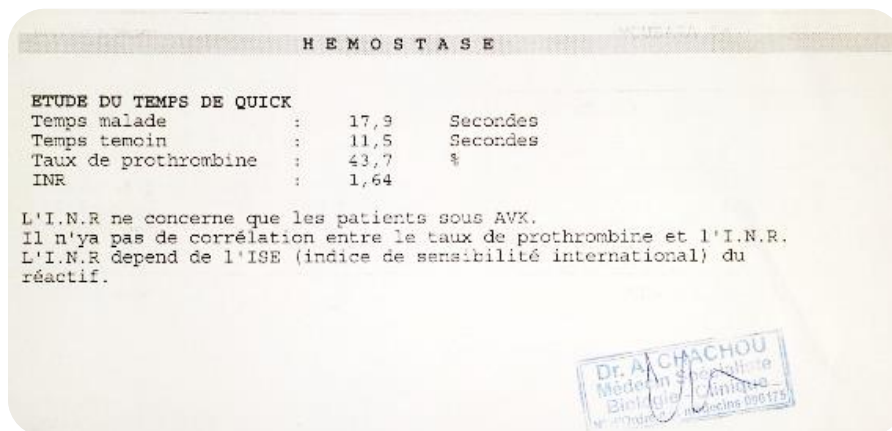 HEMOSTASE
ETUDE DU TEMPS DE QUICK
Temps malade : 17,9 Secondes
Temps temoin : 11,5 Secondes
Taux de prothrombine : 43,7 %
INR : 1,64
L'I.N.R ne concerne que les patients sous AVK.
Il n'ya pas de corrélation entre le taux de prothrombine et l'I.N.R.
L'I.N.R depend de l'ISE (indice de sensibilité international) du
réactif.
Dr. A. CHACHOU
Médecin Spécialiste
Biologie - Clinique